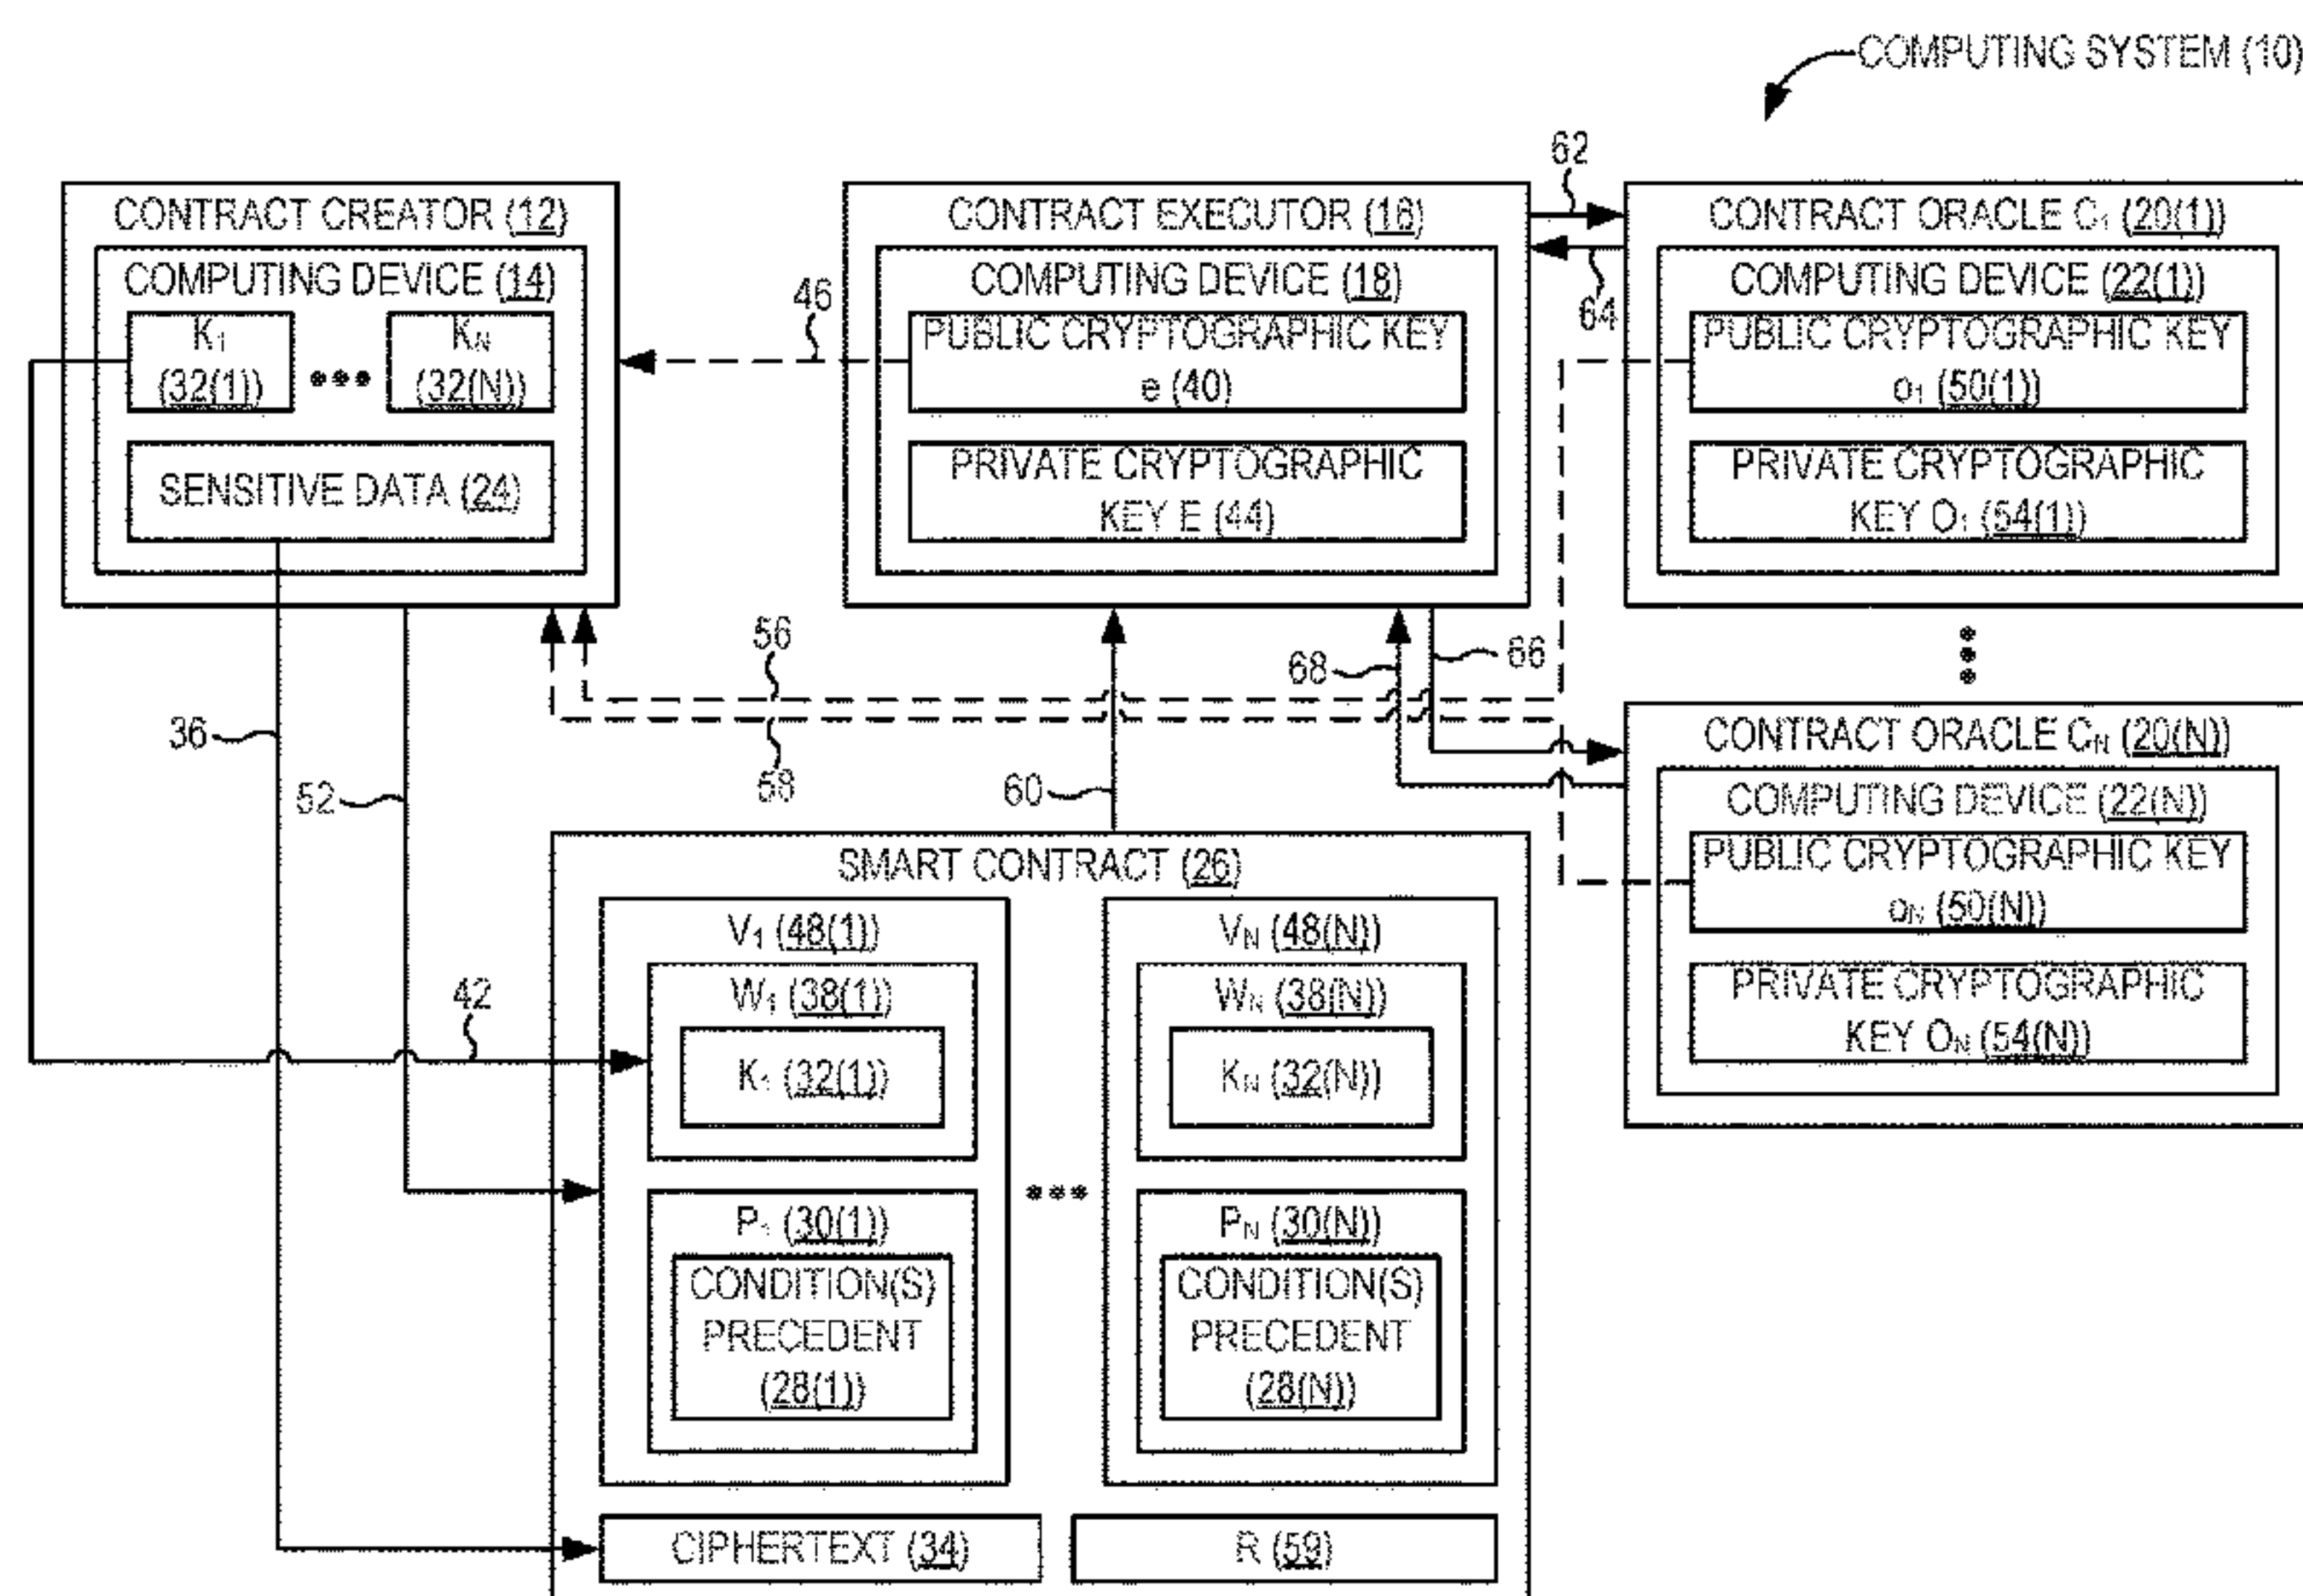 COMPUTING SYSTEM (10)
62
CONTRACT CREATOR (12)
COMPUTING DEVICE (14)
K1
(32(1))
KN
(32(N))
SENSITIVE DATA (24)
46
CONTRACT EXECUTOR (16)
COMPUTING DEVICE (18)
PUBLIC CRYPTOGRAPHIC KEY
e (40)
PRIVATE CRYPTOGRAPHIC
KEY E (44)
64
CONTRACT ORACLE C1 (20(1))
COMPUTING DEVICE (22(1))
PUBLIC CRYPTOGRAPHIC KEY
o1 (50(1))
PRIVATE CRYPTOGRAPHIC
KEY O1 (54(1))
56
58
68
66
36
52
60
42
CONTRACT ORACLE CN (20(N))
COMPUTING DEVICE (22(N))
PUBLIC CRYPTOGRAPHIC KEY
oN (50(N))
PRIVATE CRYPTOGRAPHIC
KEY ON (54(N))
SMART CONTRACT (26)
V1 (48(1))
W1 (38(1))
K1 (32(1))
P1 (30(1))
CONDITION(S)
PRECEDENT
(28(1))
VN (48(N))
WN (38(N))
KN (32(N))
PN (30(N))
CONDITION(S)
PRECEDENT
(28(N))
CIPHERTEXT (34)
R (59)